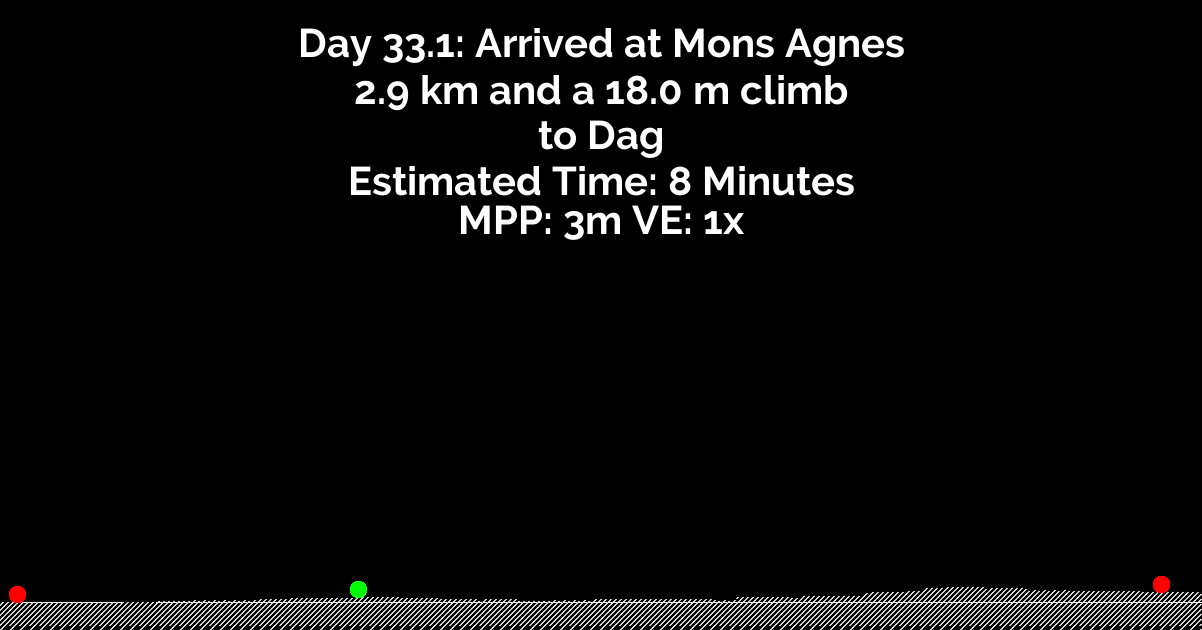 Day 33.1: Arrived at Mons Agnes
2.9 km and a 18.0 m climb
to Dag
Estimated Time: 8 Minutes
MPP: 3m VE: 1x